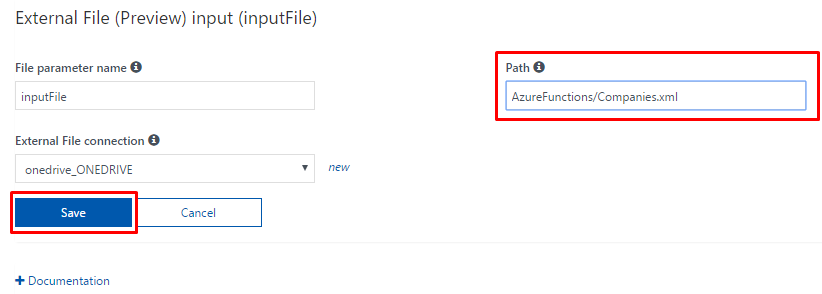 External File (Preview) input (inputFile)
File parameter name
Path
inputFile
AzureFunctions/Companies.xml
External File connection
onedrive_ONEDRIVE
new
Save
Cancel
Documentation